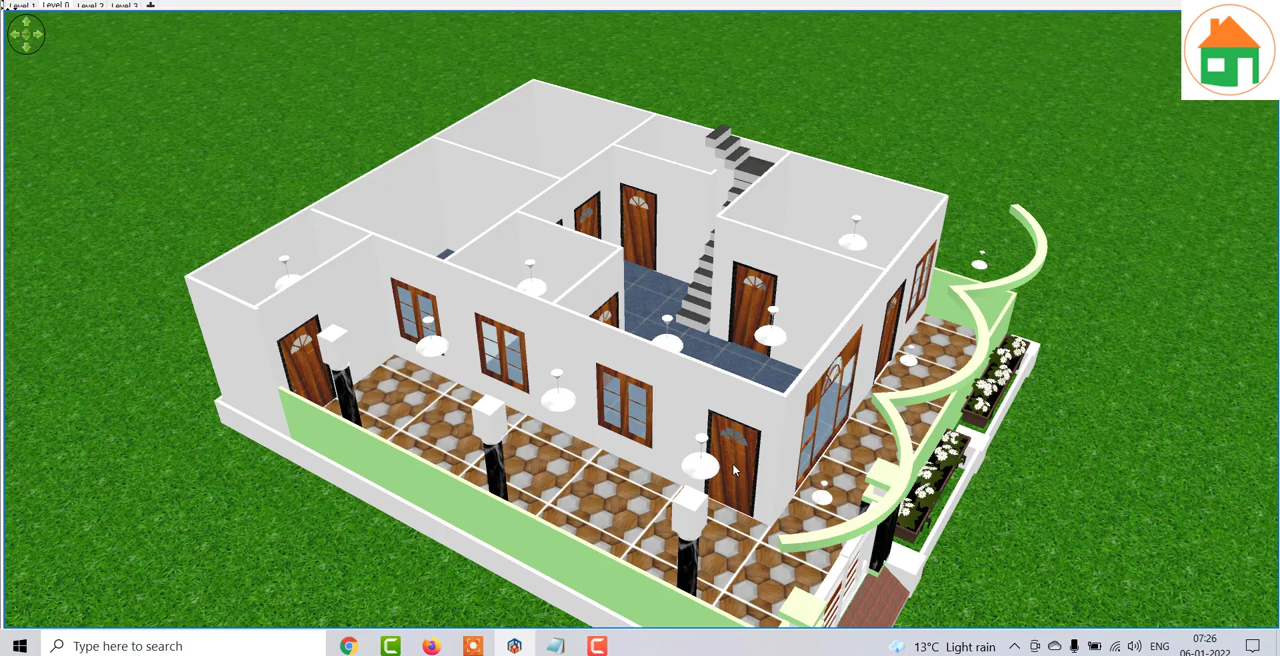 Level 1 Level 0 Level 2 Level 3
Type here to search
13°C Light rain
ENG
07:26
06-01-2022